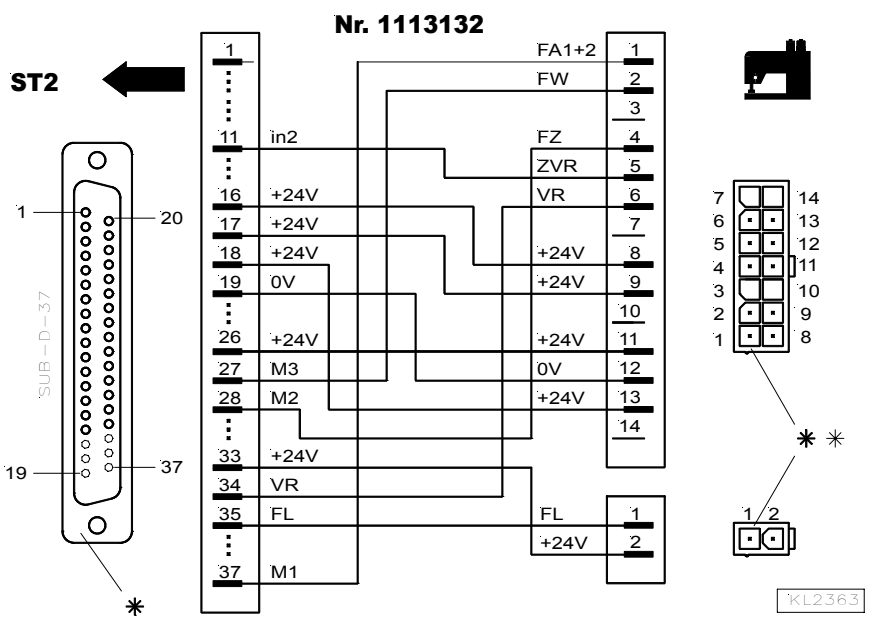 Nr. 1113132
ST2
1 FA1+2 1
FW 2
3
11 in2 FZ 4
ZVR 5
16 +24V VR 6
17 +24V 7
18 +24V +24V 8
19 0V +24V 9
10
26 +24V +24V 11
27 M3 0V 12
28 M2 +24V 13
14
33 +24V
34 VR
35 FL FL 1
+24V 2
37 M1
1 20
SUB-D-37
19 37
*
7 14
6 13
5 12
4 11
3 10
2 9
1 8
* *
1 2
KL2363